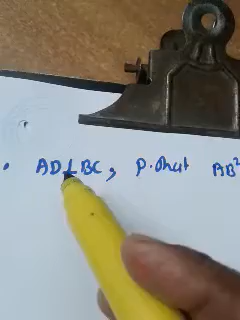 . AD⊥BC, p.that AB²